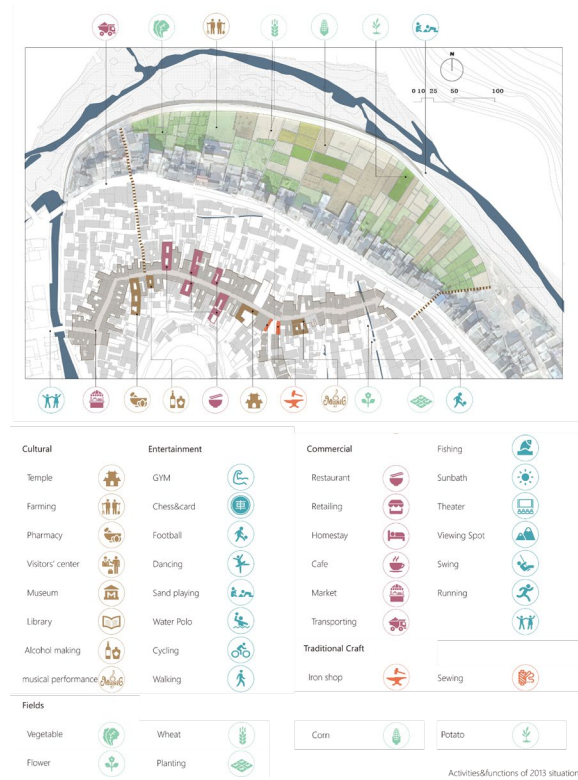 N
0 10 25 50 100
Music
Cultural
Temple
Farming
Pharmacy
Visitors' center
Museum
Library
Alcohol making
musical performance
Music
Entertainment
GYM
Chess&card
車
Football
Dancing
Sand playing
Water Polo
Cycling
Walking
Commercial
Restaurant
Retailing
Homestay
Cafe
Market
Transporting
Fishing
Sunbath
Theater
Viewing Spot
Swing
Running
Traditional Craft
Iron shop
Sewing
Fields
Vegetable
Wheat
Corn
Potato
Flower
Planting
Activities&functions of 2013 situation